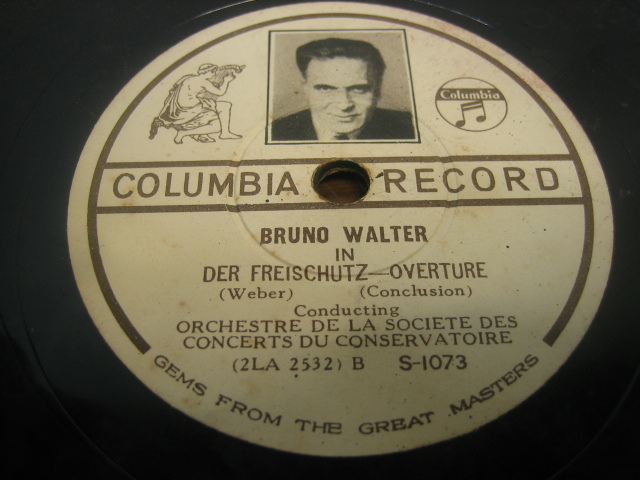 Columbia
COLUMBIA RECORD
BRUNO WALTER
IN
DER FREISCHUTZ—OVERTURE
(Weber) (Conclusion)
Conducting
ORCHESTRE DE LA SOCIETE DES
CONCERTS DU CONSERVATOIRE
(2LA 2532) B S-1073
GEMS FROM THE GREAT MASTERS